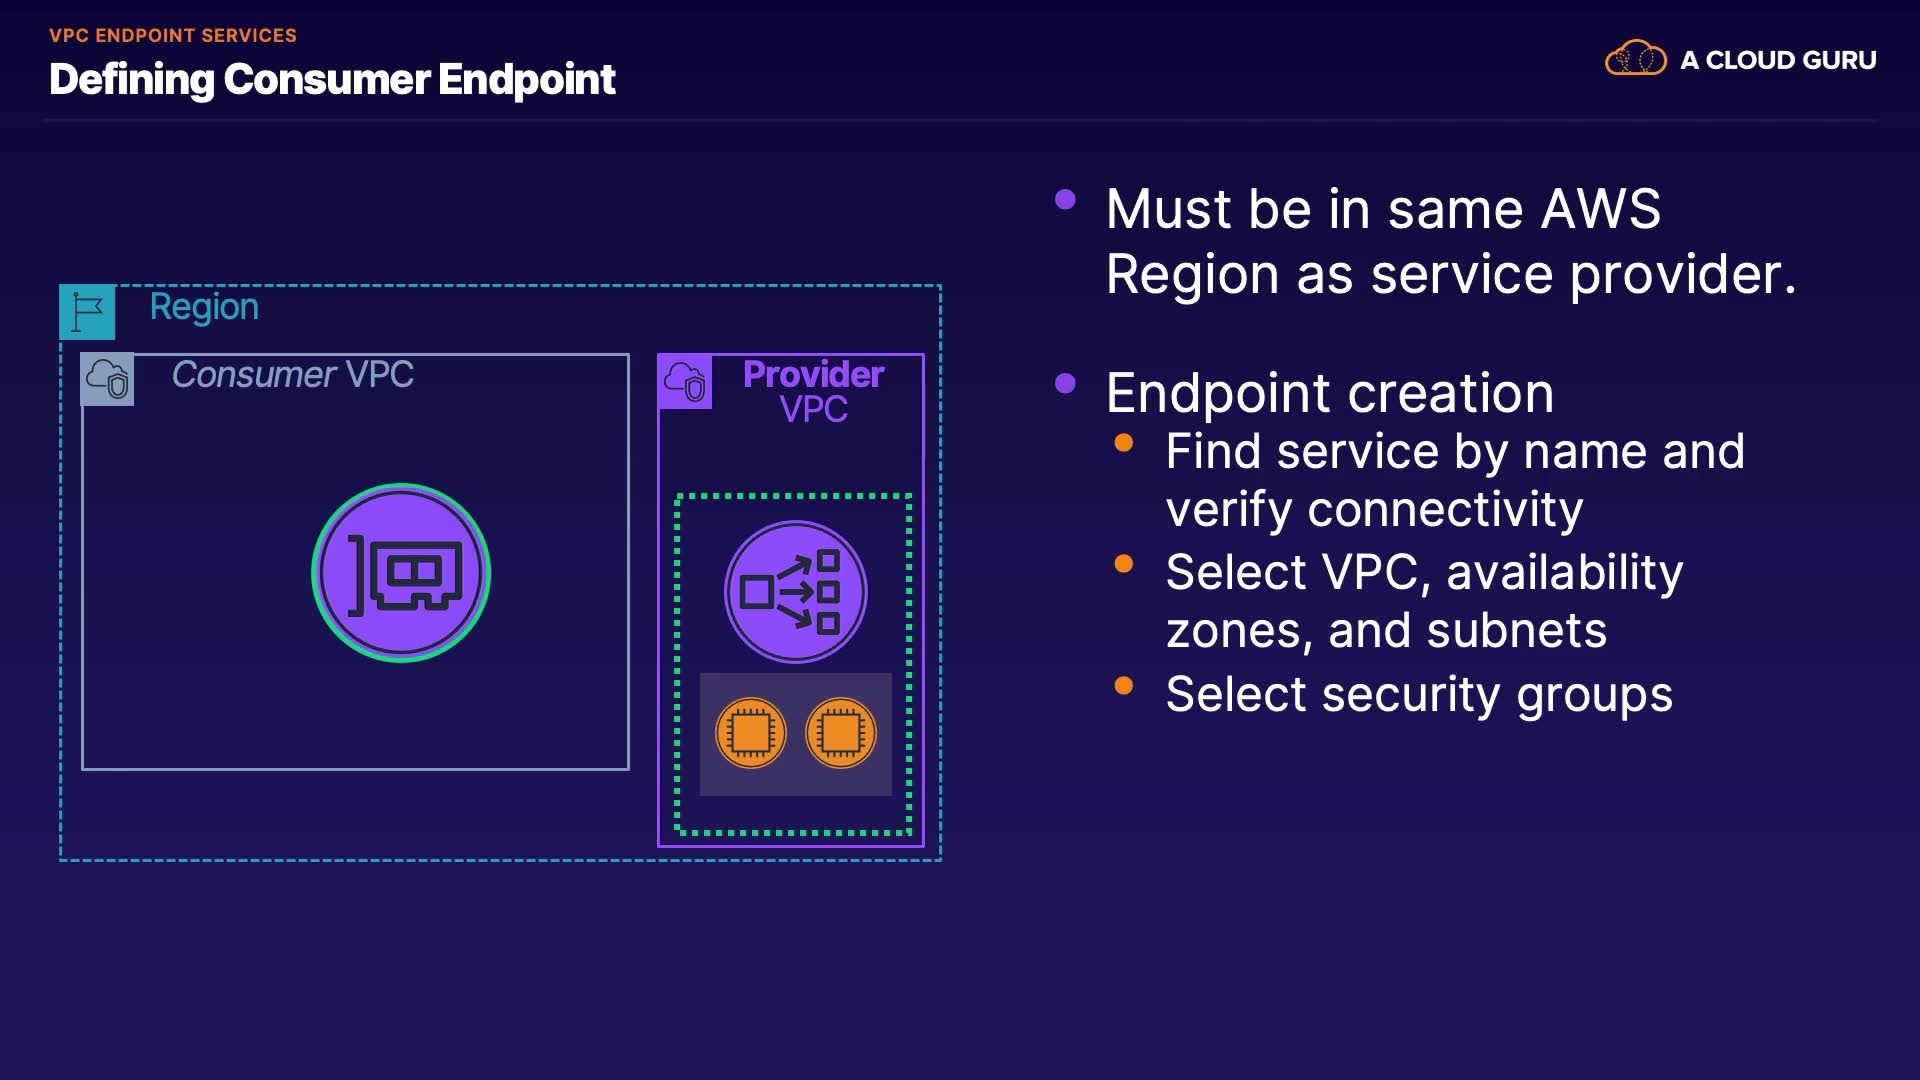 VPC ENDPOINT SERVICES
Defining Consumer Endpoint
A CLOUD GURU
Region
Consumer VPC
Provider
VPC
Must be in same AWS
Region as service provider.
Endpoint creation
Find service by name and
verify connectivity
Select VPC, availability
zones, and subnets
Select security groups